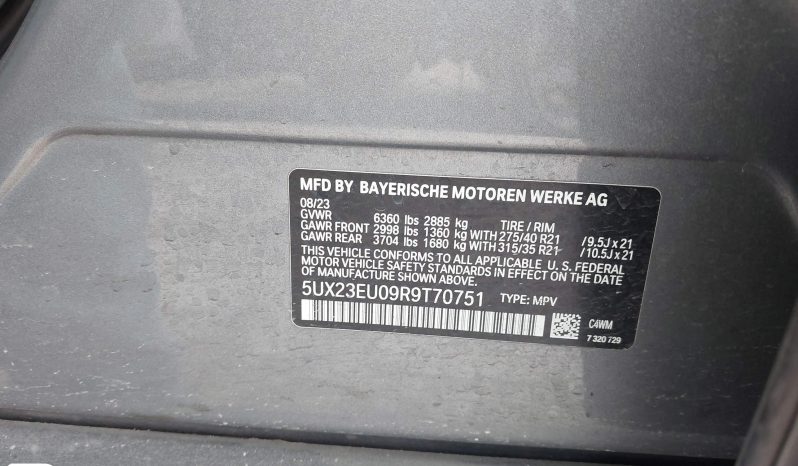 MFD BY BAYERISCHE MOTOREN WERKE AG
08/23
GVWR 6360 lbs 2885 kg TIRE / RIM
GAWR FRONT 2998 lbs 1360 kg WITH 275/40 R21 /9.5J x 21
GAWR REAR 3704 lbs 1680 kg WITH 315/35 R21 /10.5J x 21
THIS VEHICLE CONFORMS TO ALL APPLICABLE U. S. FEDERAL
MOTOR VEHICLE SAFETY STANDARDS IN EFFECT ON THE DATE
OF MANUFACTURE SHOWN ABOVE.
5UX23EU09R9T70751 TYPE: MPV
C4WM
7 320 729